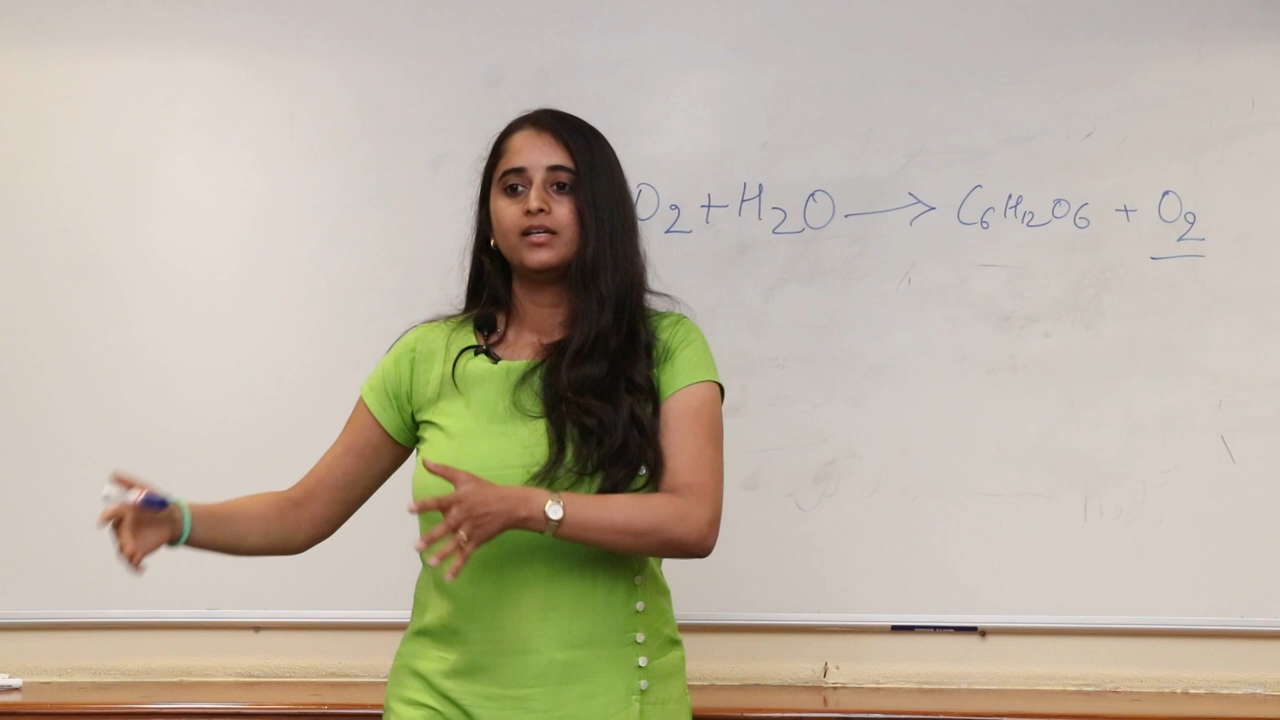 O2 + H2O → C6H12O6 + O2